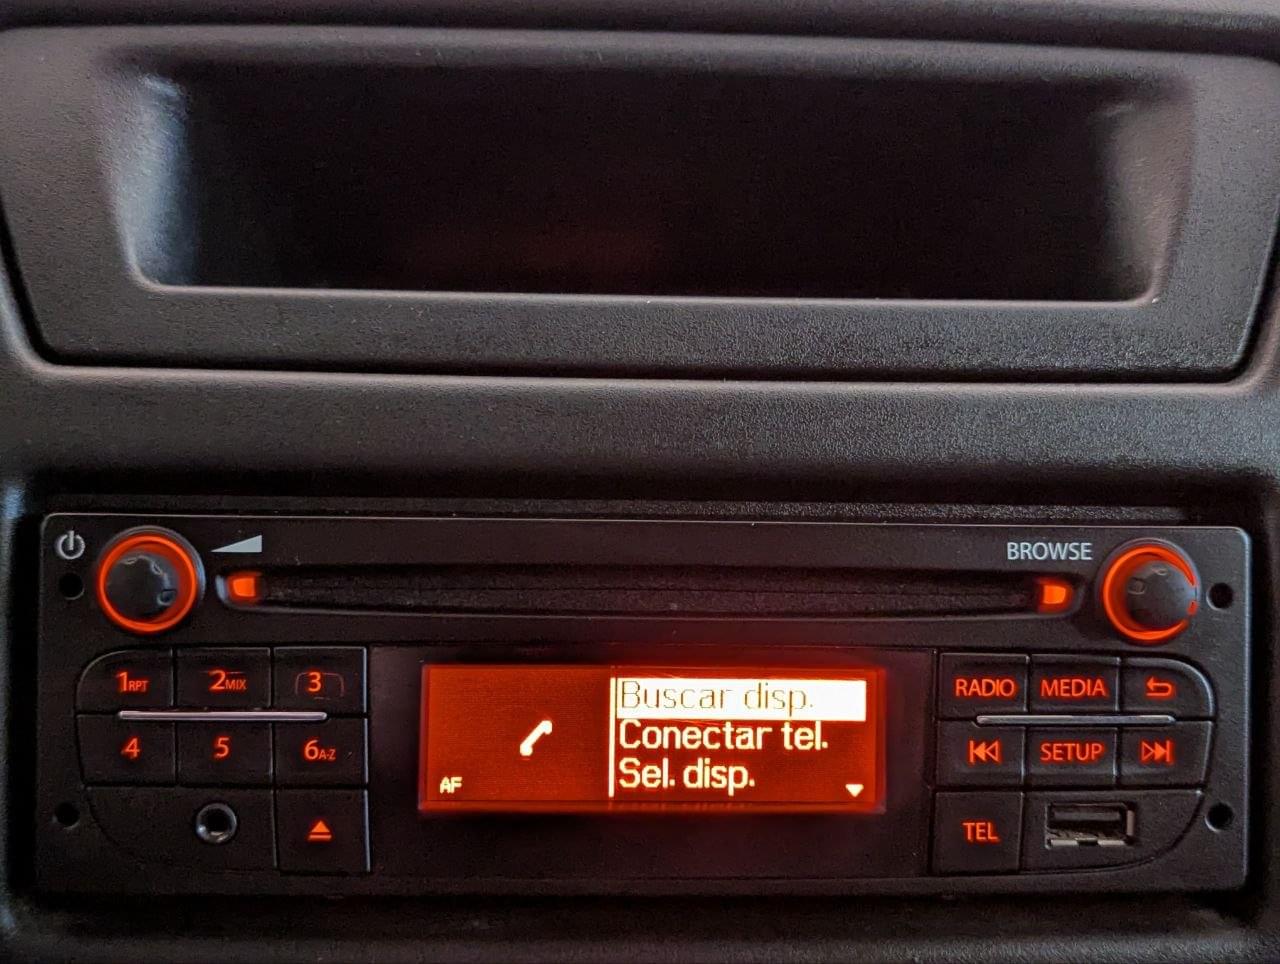 BROWSE
1RPT 2MIX 3
4 5 6A-Z
Buscar disp.
Conectar tel.
Sel. disp.
AF
RADIO MEDIA
SETUP
TEL